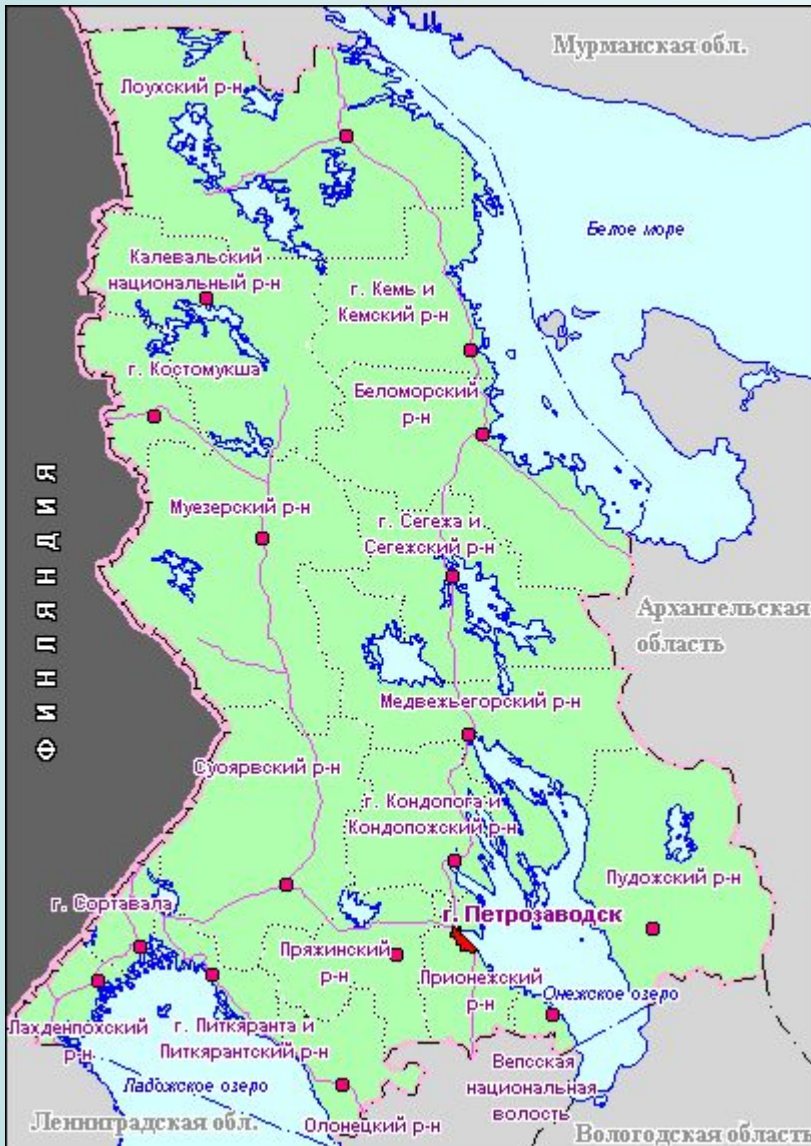 Мурманская обл.
Лоухский р-н
Белое море
Калевальский
национальный р-н
г. Кемь и
Кемский р-н
г. Костомукша
Беломорский
р-н
ФИНЛЯНДИЯ
Муезерский р-н
г. Сегежа и
Сегежский р-н
Архангельская
область
Медвежьегорский р-н
Суоярвский р-н
г. Кондопога и
Кондопожский р-н
Пудожский р-н
г. Сортавала
г. Петрозаводск
Пряжинский
р-н
Прионежский
р-н
Онежское озеро
Лахденпохский
р-н
г. Питкяранта и
Питкярантский р-н
Вепсская
национальная
волость
Ладожское озеро
Ленинградская обл.
Олонецкий р-н
Вологодская область